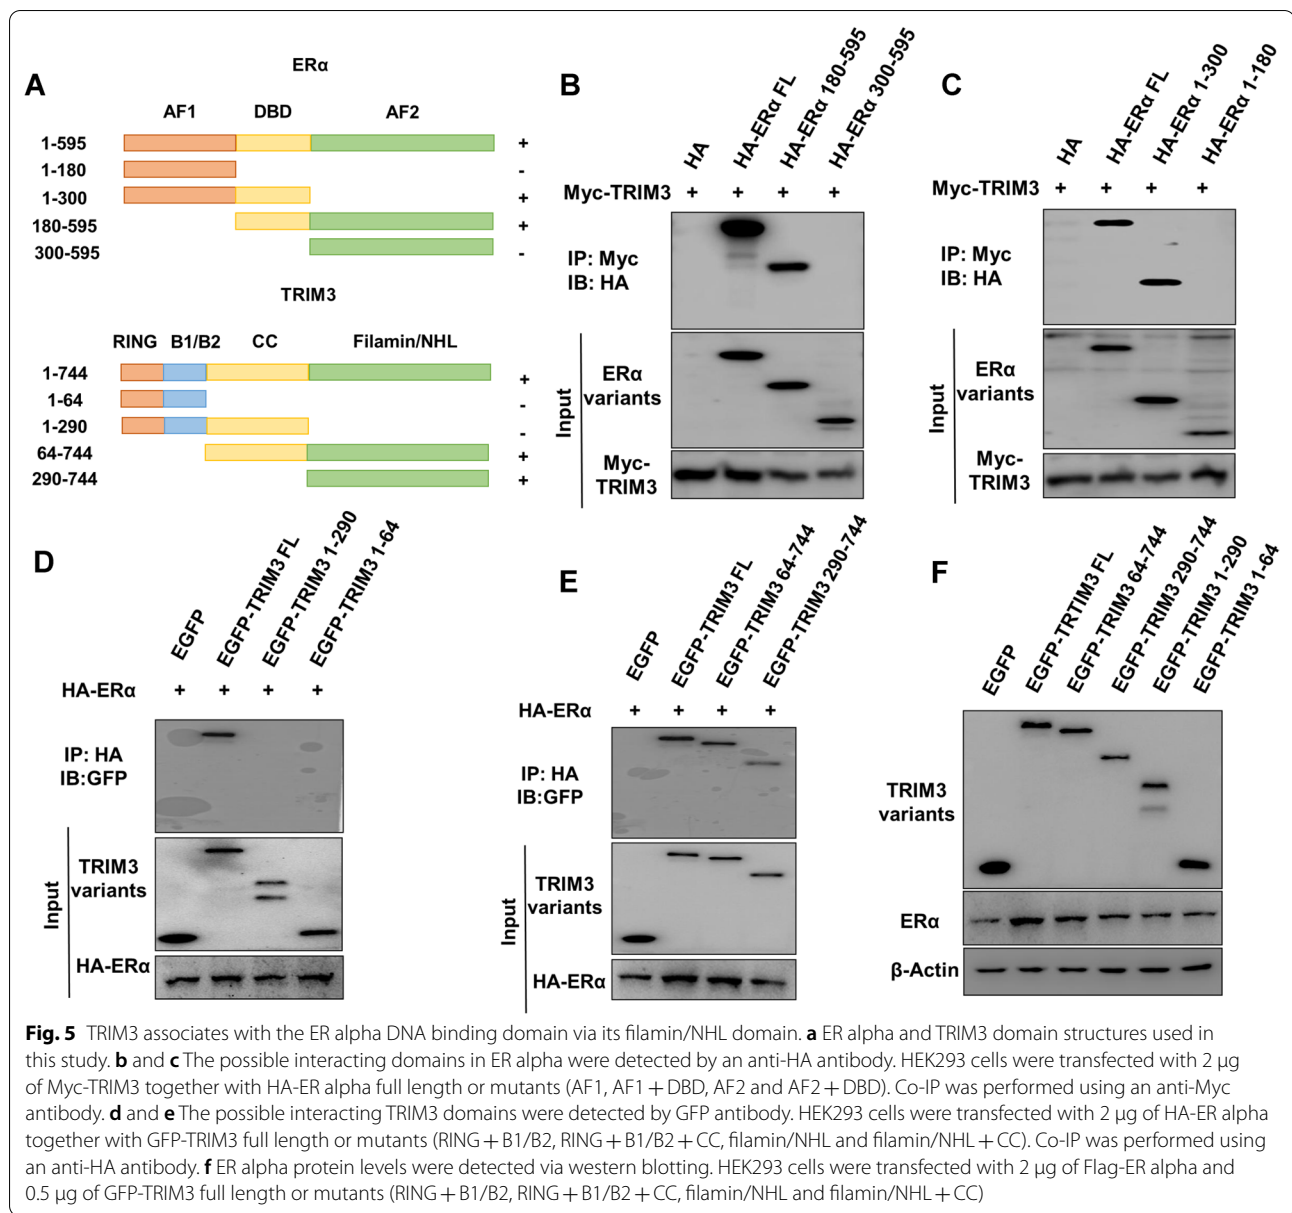 A
ERα
AF1 DBD AF2
1-595 +
1-180 -
1-300 +
180-595 +
300-595 -
TRIM3
RING B1/B2 CC Filamin/NHL
1-744 +
1-64 -
1-290 -
64-744 +
290-744 +
B
HA
HA-ERα FL
HA-ERα 180-595
HA-ERα 300-595
Myc-TRIM3 + + + +
IP: Myc
IB: HA
Input
ERα
variants
Myc-
TRIM3
C
HA
HA-ERα FL
HA-ERα 1-300
HA-ERα 1-180
Myc-TRIM3 + + + +
IP: Myc
IB: HA
Input
ERα
variants
Myc-
TRIM3
D
EGFP
EGFP-TRIM3 FL
EGFP-TRIM3 1-290
EGFP-TRIM3 1-64
HA-ERα + + + +
IP: HA
IB:GFP
Input
TRIM3
variants
HA-ERα
E
EGFP
EGFP-TRIM3 FL
EGFP-TRIM3 64-744
EGFP-TRIM3 290-744
HA-ERα + + + +
IP: HA
IB:GFP
Input
TRIM3
variants
HA-ERα
F
EGFP
EGFP-TRTIM3 FL
EGFP-TRIM3 64-744
EGFP-TRIM3 290-744
EGFP-TRIM3 1-290
EGFP-TRIM3 1-64
TRIM3
variants
ERα
β-Actin
Fig. 5 TRIM3 associates with the ER alpha DNA binding domain via its filamin/NHL domain. a ER alpha and TRIM3 domain structures used in
this study. b and c The possible interacting domains in ER alpha were detected by an anti-HA antibody. HEK293 cells were transfected with 2 µg
of Myc-TRIM3 together with HA-ER alpha full length or mutants (AF1, AF1 + DBD, AF2 and AF2 + DBD). Co-IP was performed using an anti-Myc
antibody. d and e The possible interacting TRIM3 domains were detected by GFP antibody. HEK293 cells were transfected with 2 µg of HA-ER alpha
together with GFP-TRIM3 full length or mutants (RING + B1/B2, RING + B1/B2 + CC, filamin/NHL and filamin/NHL + CC). Co-IP was performed using
an anti-HA antibody. f ER alpha protein levels were detected via western blotting. HEK293 cells were transfected with 2 µg of Flag-ER alpha and
0.5 µg of GFP-TRIM3 full length or mutants (RING + B1/B2, RING + B1/B2 + CC, filamin/NHL and filamin/NHL + CC)